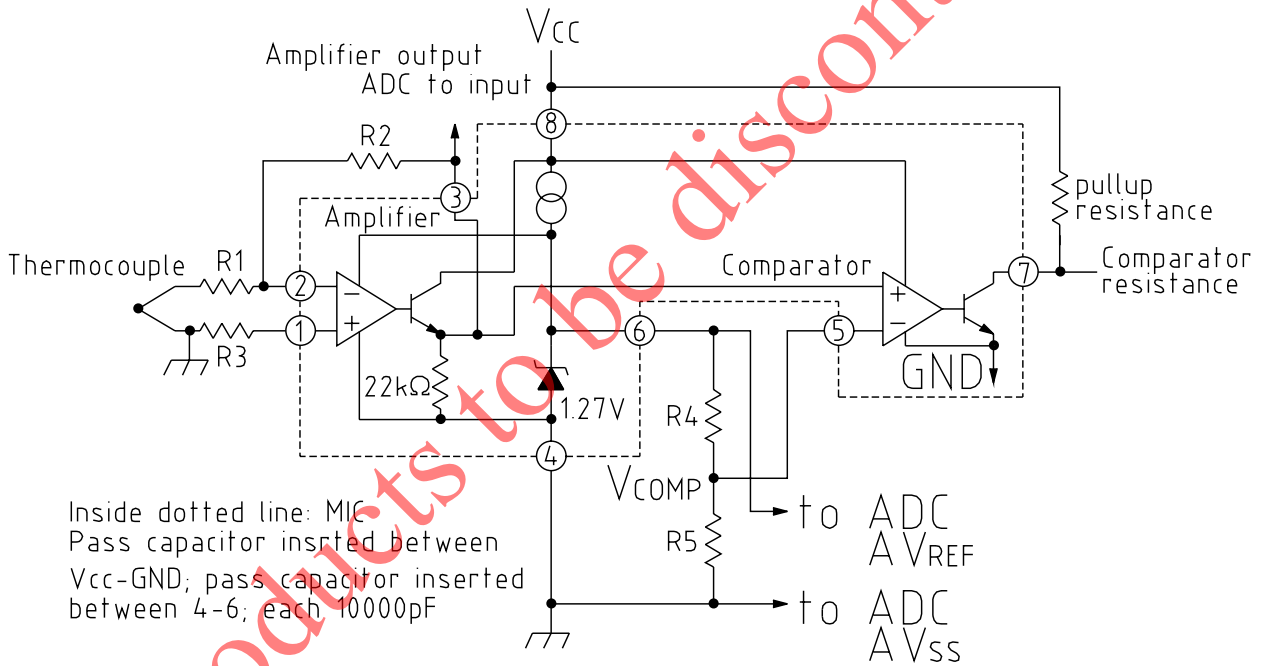 Vcc
Amplifier output
ADC to input
8
R2
pullup
resistance
3
Amplifier
Thermocouple
R1
2
−
+
1
R3
Comparator
+
−
7
Comparator
resistance
6
5
GND
22kΩ
1.27V
R4
4
VCOMP
Inside dotted line: MIC
Pass capacitor insrted between
Vcc-GND; pass capacitor inserted
between 4-6; each 10000pF
R5
to ADC
AVREF
to ADC
AVSS
oducts to be discont